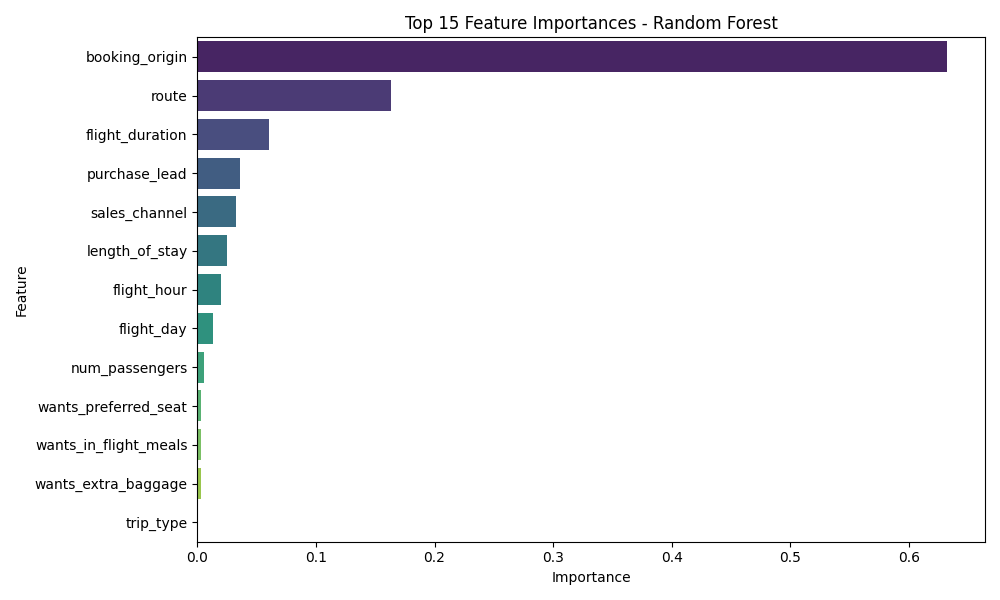 Top 15 Feature Importances - Random Forest
booking_origin
route
flight_duration
purchase_lead
sales_channel
length_of_stay
flight_hour
flight_day
num_passengers
wants_preferred_seat
wants_in_flight_meals
wants_extra_baggage
trip_type
Feature
0.0 0.1 0.2 0.3 0.4 0.5 0.6
Importance